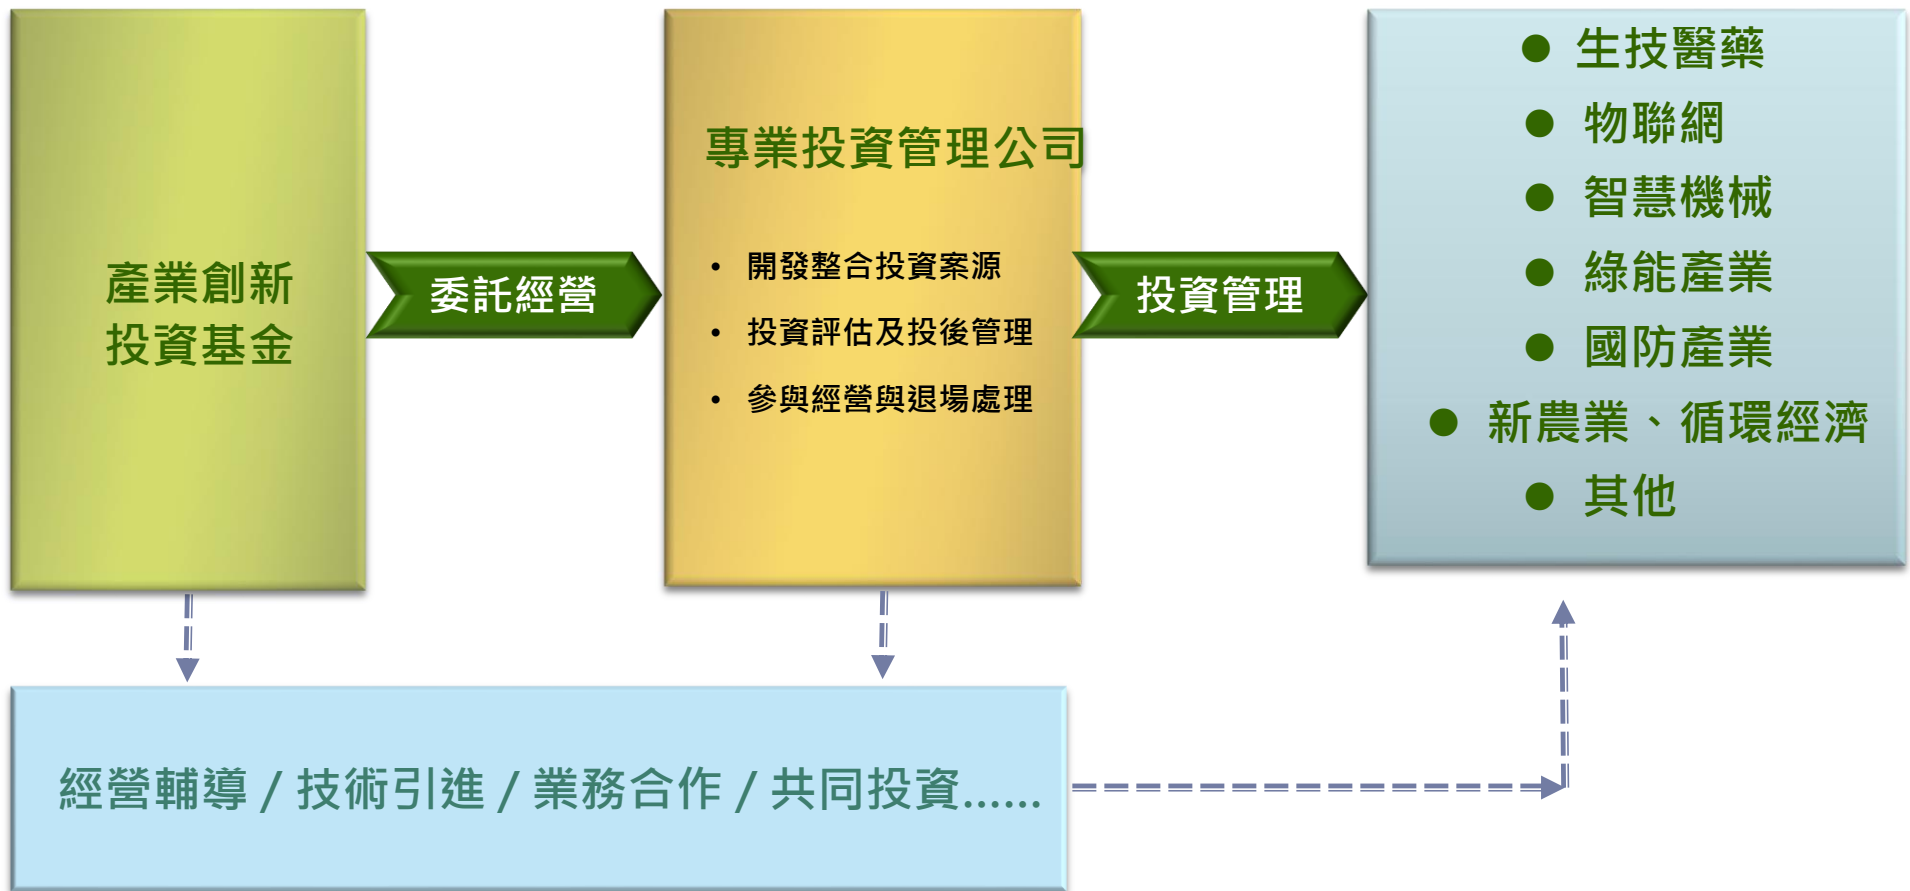 產業創新
投資基金
委託經營
專業投資管理公司
• 開發整合投資案源
• 投資評估及投後管理
• 參與經營與退場處理
投資管理
● 生技醫藥
● 物聯網
● 智慧機械
● 綠能產業
● 國防產業
● 新農業、循環經濟
● 其他
經營輔導 / 技術引進 / 業務合作 / 共同投資......